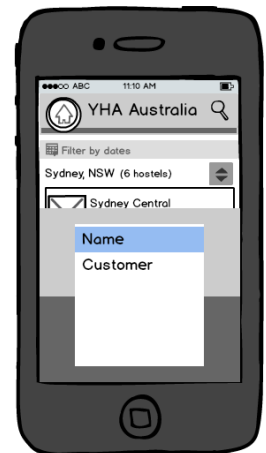 ABC 11:10 AM
YHA Australia
Filter by dates
Sydney, NSW (6 hostels)
Sydney Central
Name
Customer